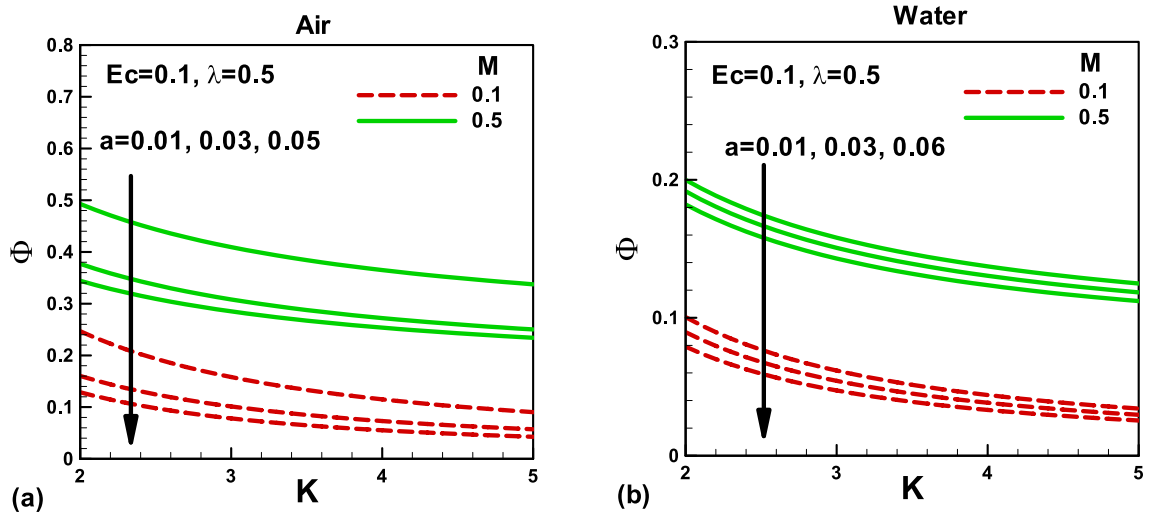 Air
0.8
0.7
0.6
0.5
0.4
0.3
0.2
0.1
0
Φ
Ec=0.1, λ=0.5
M
0.1
0.5
a=0.01, 0.03, 0.05
2
3
4
5
K
(a)
Water
0.3
0.2
0.1
0
Φ
Ec=0.1, λ=0.5
M
0.1
0.5
a=0.01, 0.03, 0.06
2
3
4
5
K
(b)